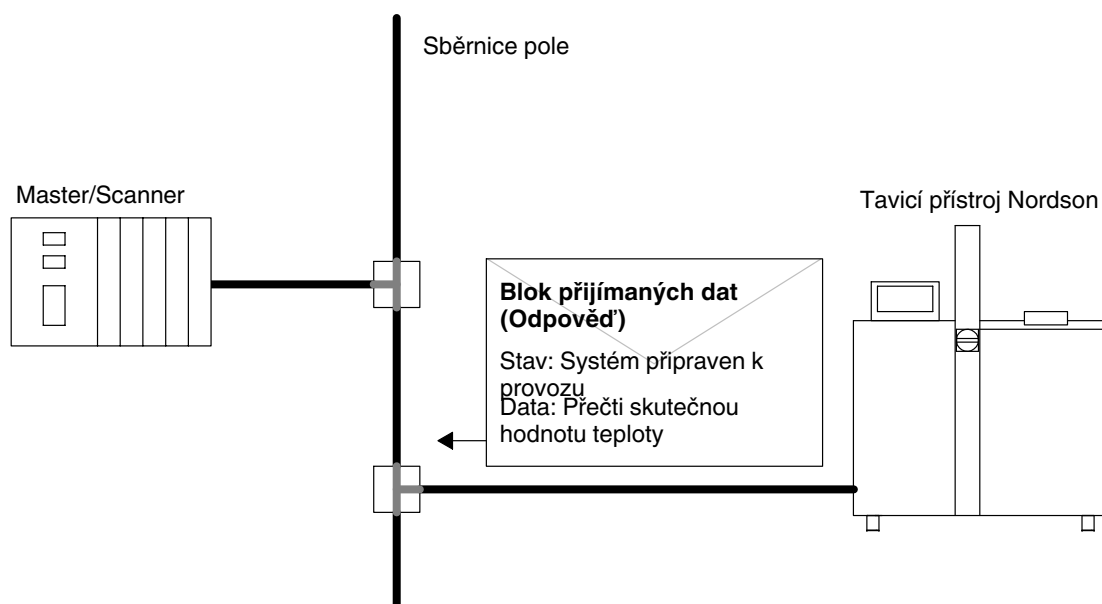 Sběrnice pole
Master/Scanner
Tavicí přístroj Nordson
Blok přijímaných dat
(Odpověď)
Stav: Systém připraven k
provozu
Data: Přečti skutečnou
hodnotu teploty